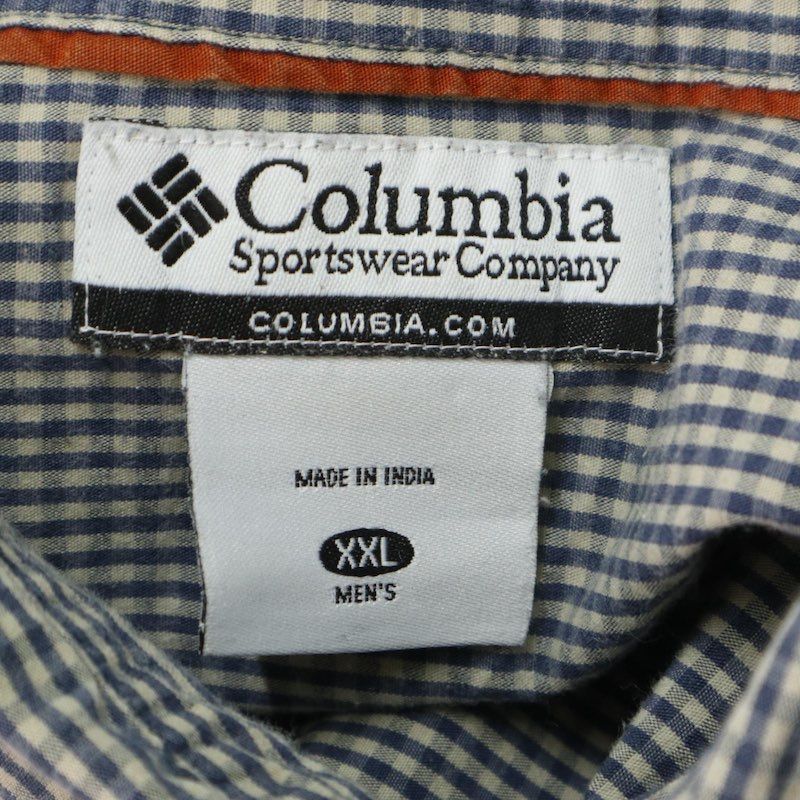 Columbia
Sportswear Company
COLUMBIA.COM
MADE IN INDIA
XXL
MEN'S